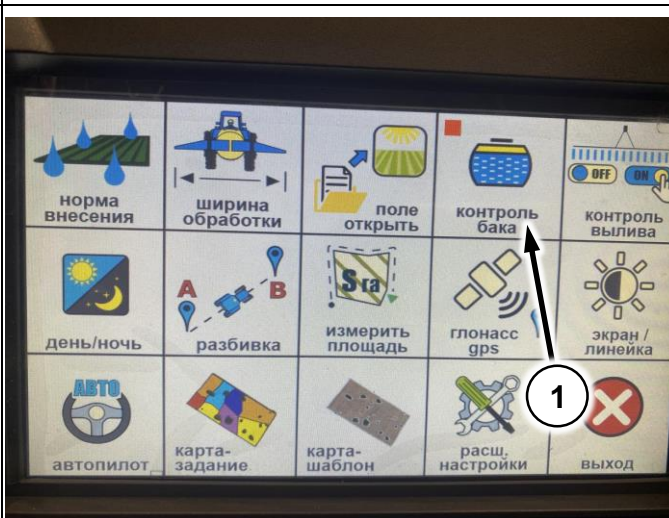 норма
внесения
ширина
обработки
поле
открыть
контроль
бака
OFF
ON
контроль
вылива
день/ночь
A
B
разбивка
S га
измерить
площадь
глонасс
gps
экран /
линейка
АВТО
автопилот
карта-
задание
карта-
шаблон
1
расш.
настройки
выход